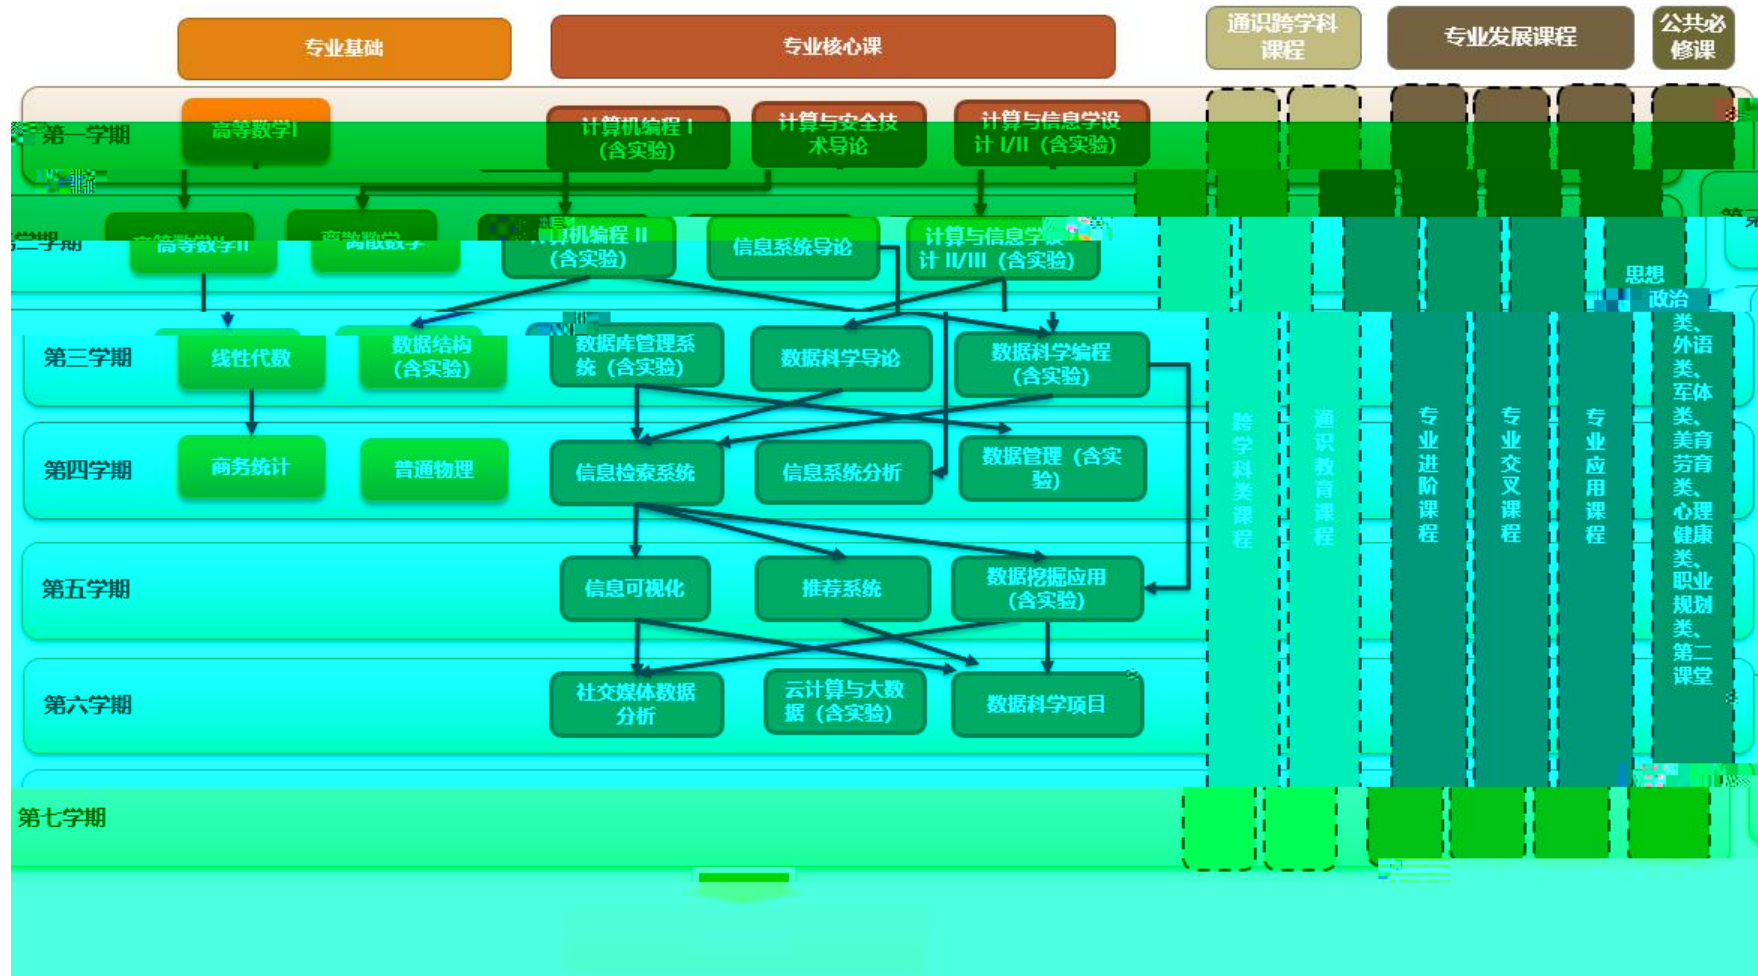 专业基础
专业核心课
通识跨学科
课程
专业发展课程
公共必
修课
第一学期
高等数学I
计算机编程 I
(含实验)
计算与安全技
术导论
计算与信息学设
计 I/II（含实验)
学期
高等数学II
离散数学
计算机编程 II
(含实验)
信息系统导论
计算与信息学设
计 II/III（含实验)
第三学期
线性代数
数据结构
(含实验)
数据库管理系
统（含实验)
数据科学导论
数据科学编程
(含实验)
第四学期
商务统计
普通物理
信息检索系统
信息系统分析
数据管理（含实
验)
第五学期
信息可视化
推荐系统
数据挖掘应用
(含实验)
第六学期
社交媒体数据
分析
云计算与大数
据（含实验)
数据科学项目
第七学期
跨学科类课程
通识教育课程
专业进阶课程
专业交叉课程
专业应用课程
思想
政治
类、
外语
类、
军体
类、
美育
劳育
类、
心理
健康
类、
职业
规划
类、
第二
课堂